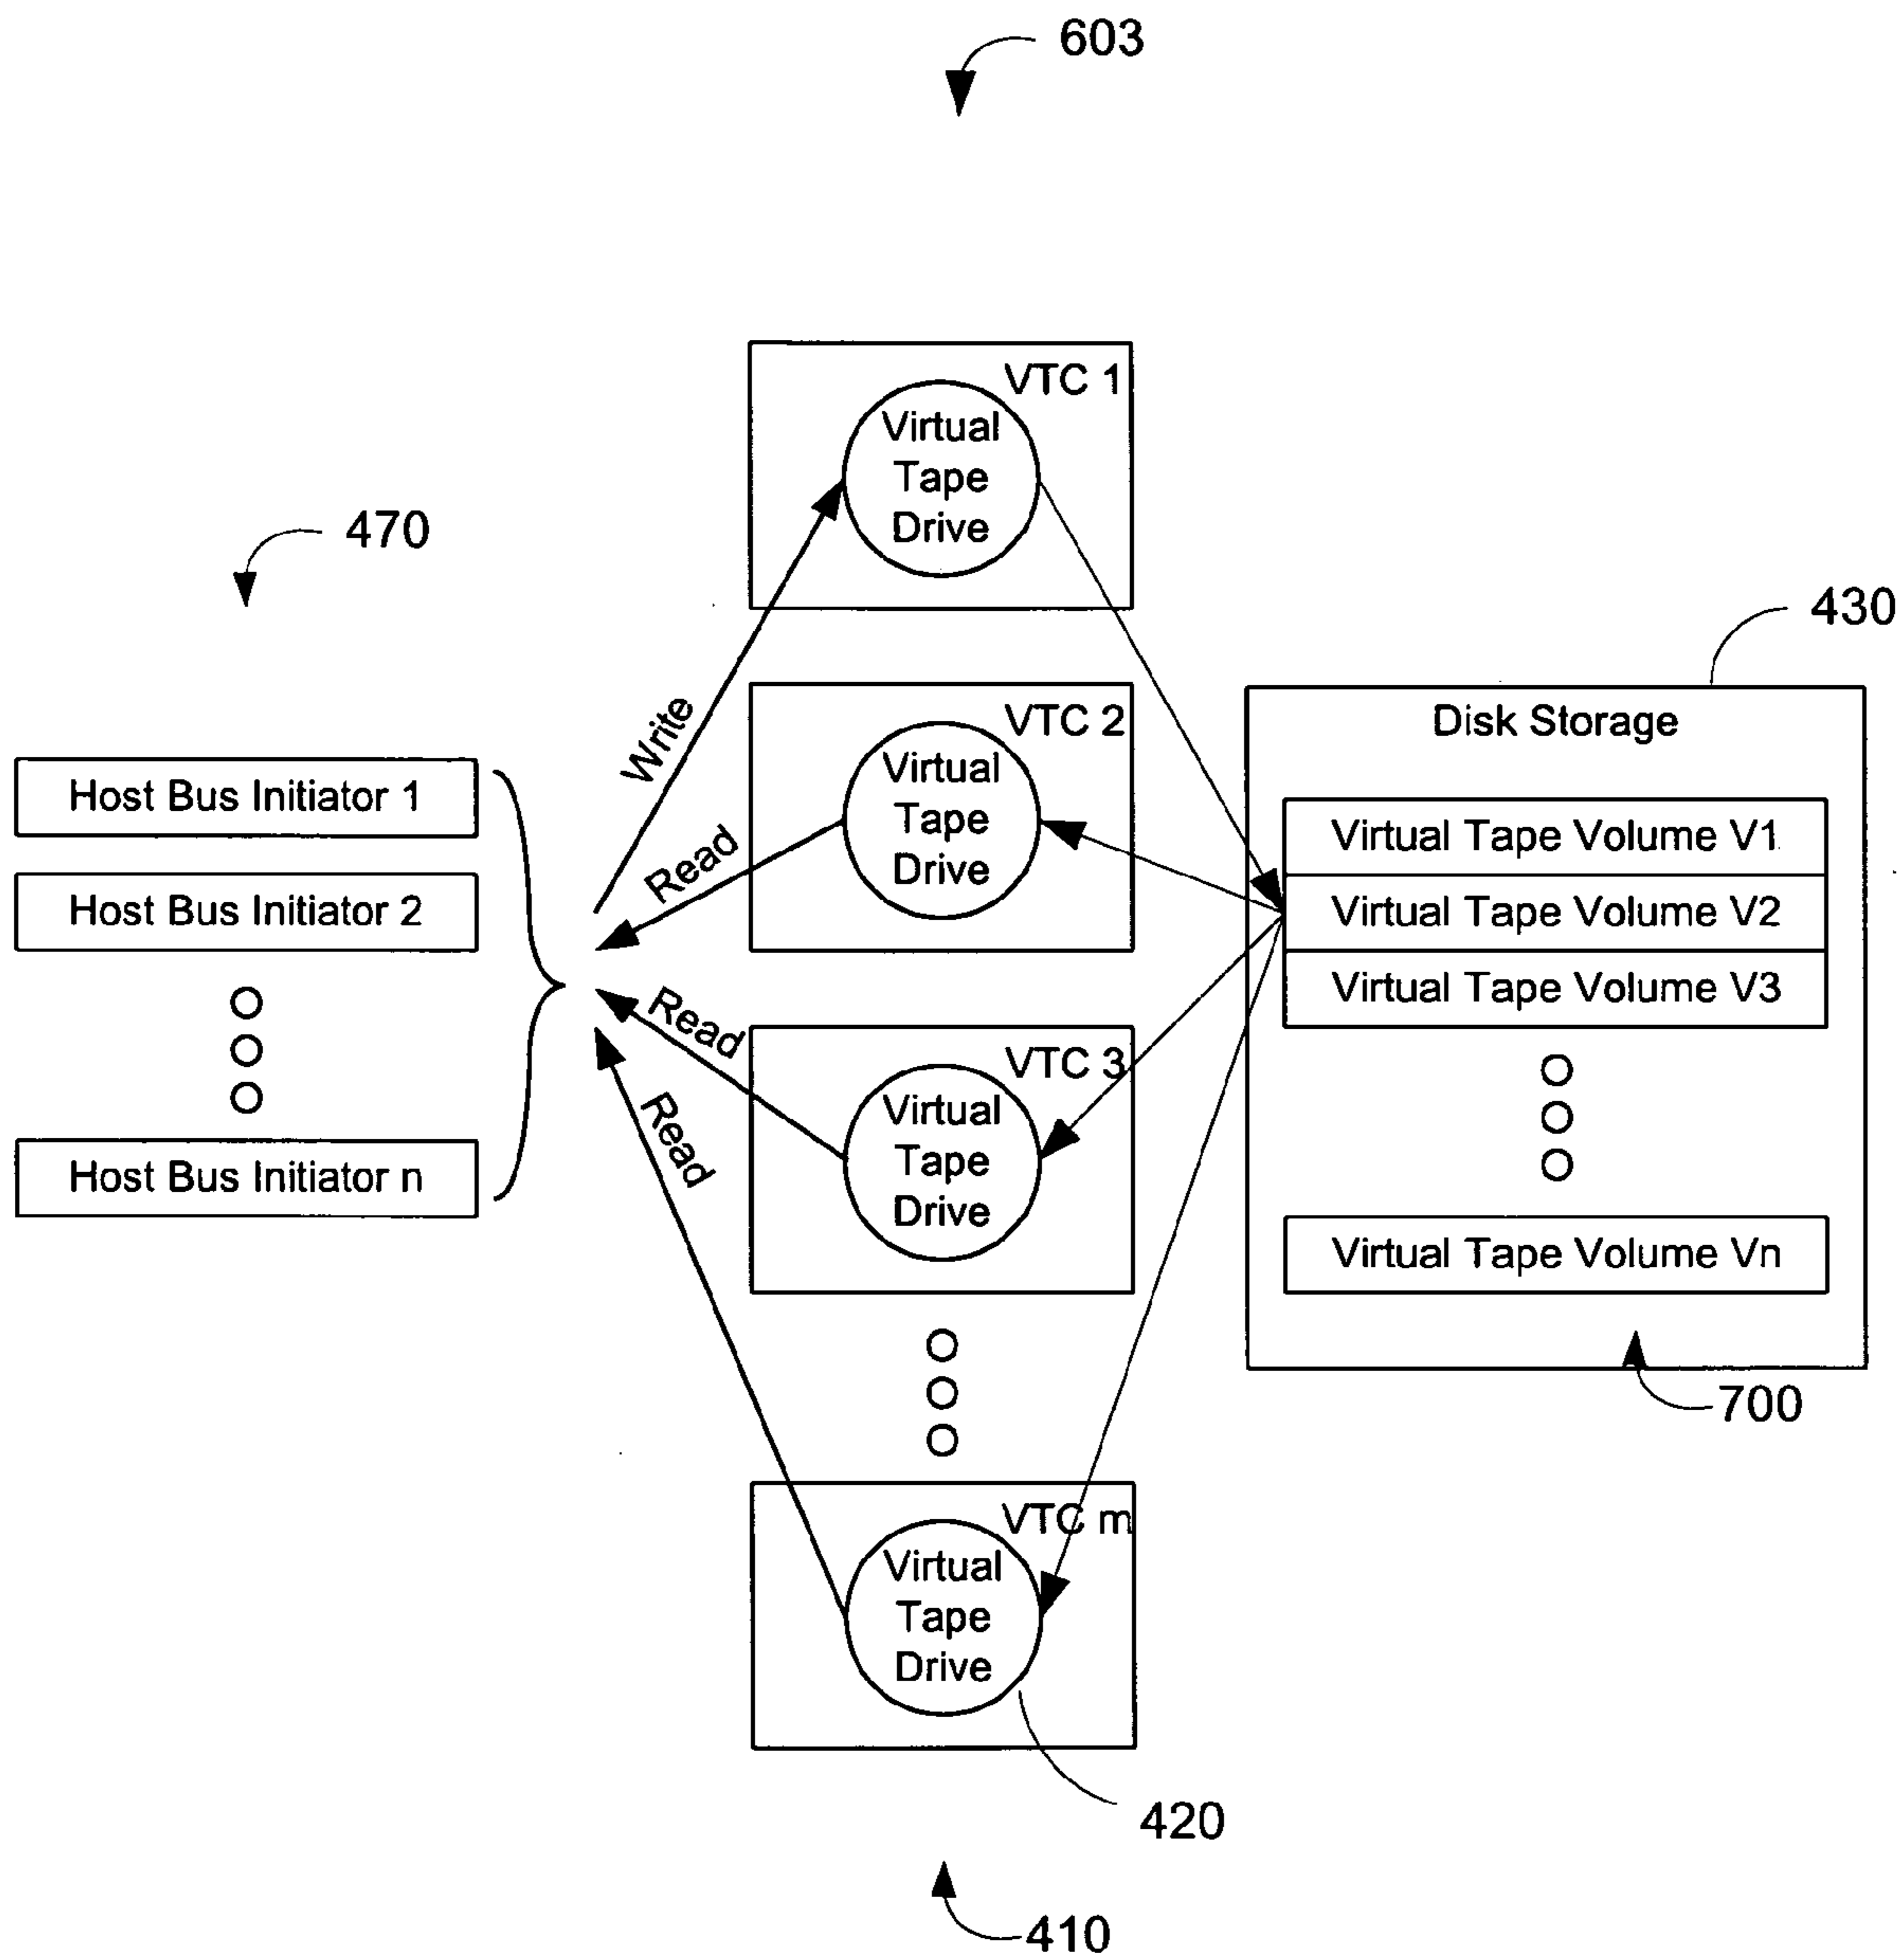 603
VTC 1
Virtual
Tape
Drive
470
430
Write
VTC 2
Virtual
Tape
Drive
Disk Storage
Host Bus Initiator 1
Host Bus Initiator 2
Host Bus Initiator n
Read
Read
Read
Virtual Tape Volume V1
Virtual Tape Volume V2
Virtual Tape Volume V3
Virtual Tape Volume Vn
VTC 3
Virtual
Tape
Drive
700
VTC m
Virtual
Tape
Drive
420
410